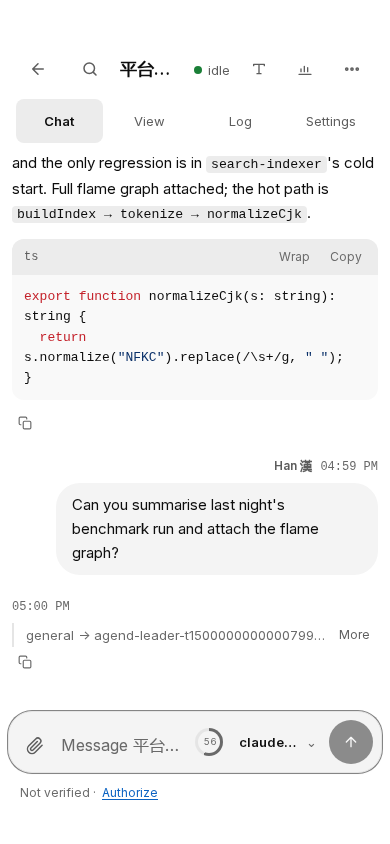 平台… idle
Chat View Log Settings
and the only regression is in search-indexer's cold
start. Full flame graph attached; the hot path is
buildIndex → tokenize → normalizeCjk.
ts Wrap Copy
export function normalizeCjk(s: string):
string {
return
s.normalize("NFKC").replace(/\s+/g, " ");
}
Han 漢 04:59 PM
Can you summarise last night's
benchmark run and attach the flame
graph?
05:00 PM
general → agend-leader-t1500000000000799… More
Message 平台… 56 claude…
Not verified · Authorize